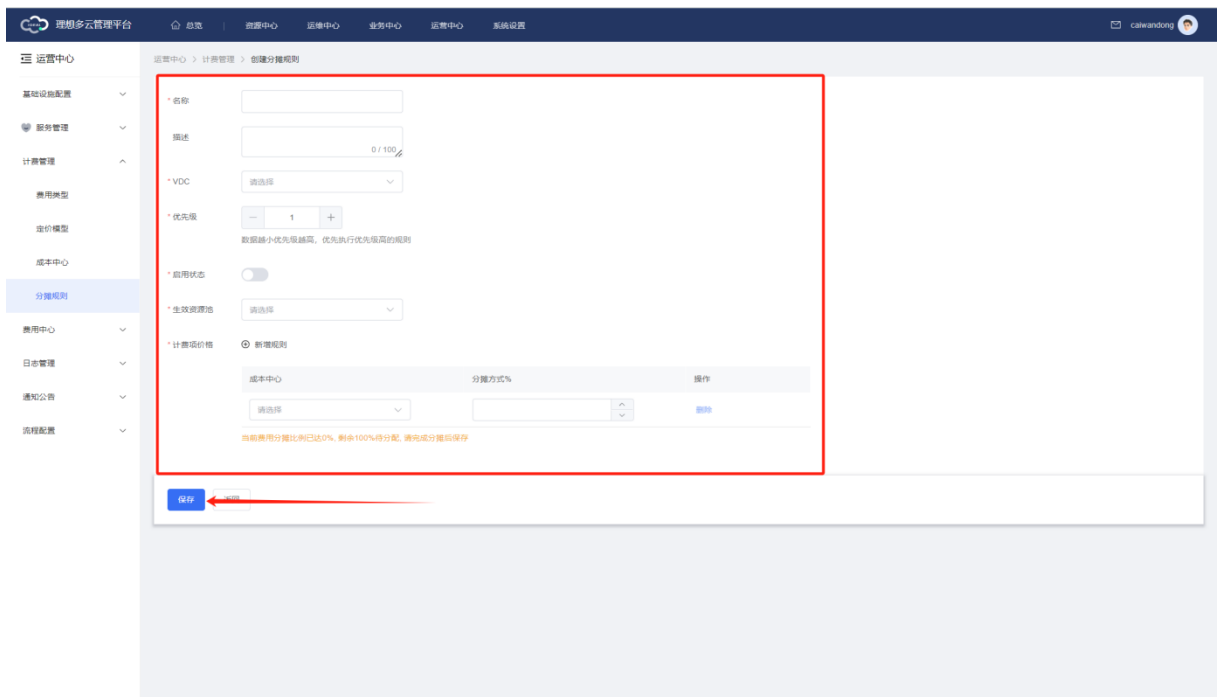 理想多云管理平台 总览 资源中心 运维中心 业务中心 运营中心 系统设置 caiwandong
运营中心
运营中心 > 计费管理 > 创建分摊规则
基础设施配置
服务管理
计费管理
费用类型
定价模型
成本中心
分摊规则
费用中心
日志管理
通知公告
流程配置
* 名称
描述
0 / 100
* VDC 请选择
* 优先级 1
数据越小优先级越高，优先执行优先级高的规则
* 启用状态
* 生效资源池 请选择
* 计费项价格 新增规则
成本中心 分摊方式% 操作
请选择 删除
当前费用分摊比例已达0%, 剩余100%待分配, 请完成分摊后保存
保存 返回